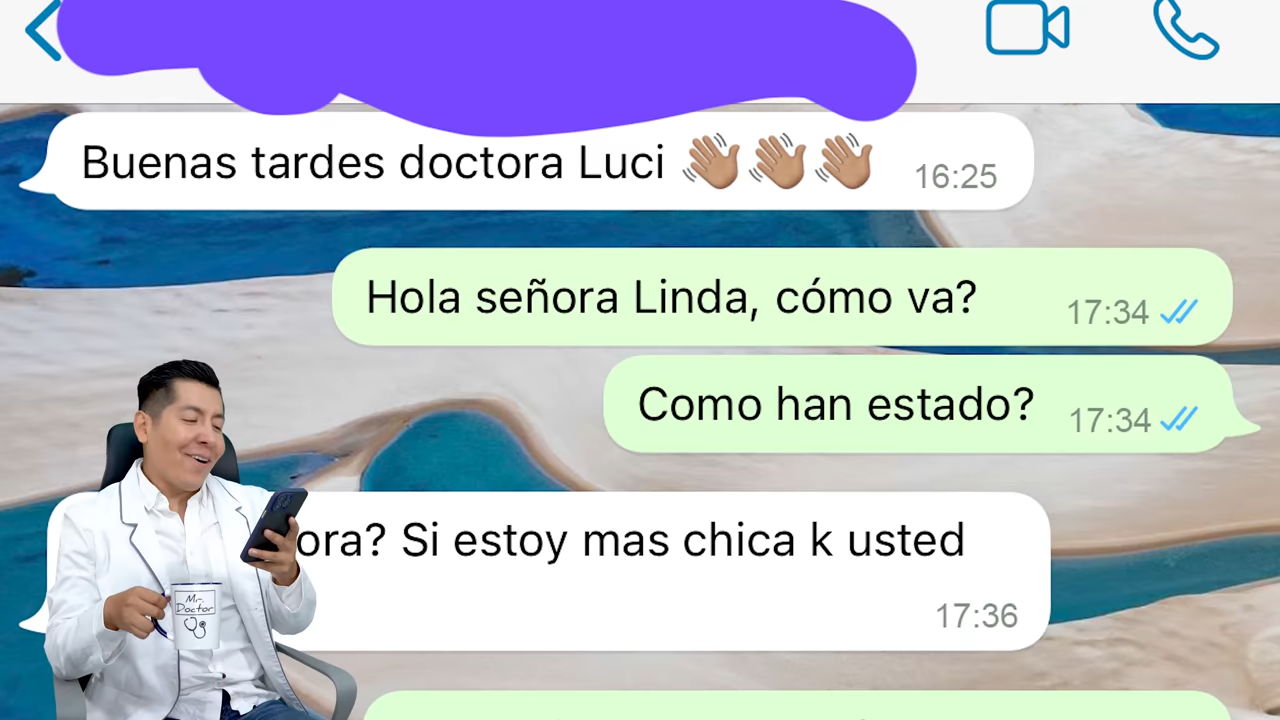 Buenas tardes doctora Luci 👋🏽👋🏽👋🏽 16:25
Hola señora Linda, cómo va? 17:34
Como han estado? 17:34
ora? Si estoy mas chica k usted
17:36
Mr.
Doctor